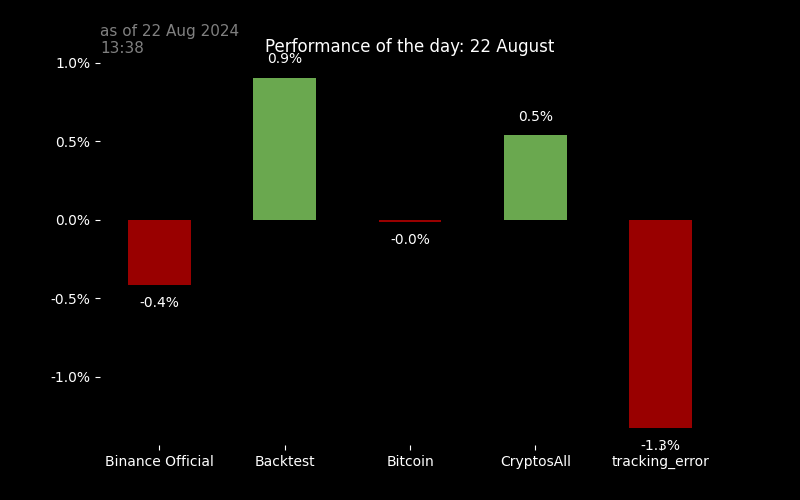 as of 22 Aug 2024
13:38
Performance of the day: 22 August
1.0%
0.5%
0.0%
-0.5%
-1.0%
-0.4%
0.9%
-0.0%
0.5%
-1.3%
Binance Official
Backtest
Bitcoin
CryptosAll
tracking_error